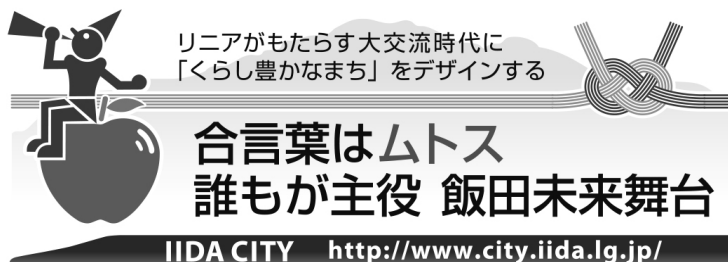 リニアがもたらす大交流時代に
「くらし豊かなまち」をデザインする
合言葉はムトス
誰もが主役 飯田未来舞台
IIDA CITY http://www.city.iida.lg.jp/